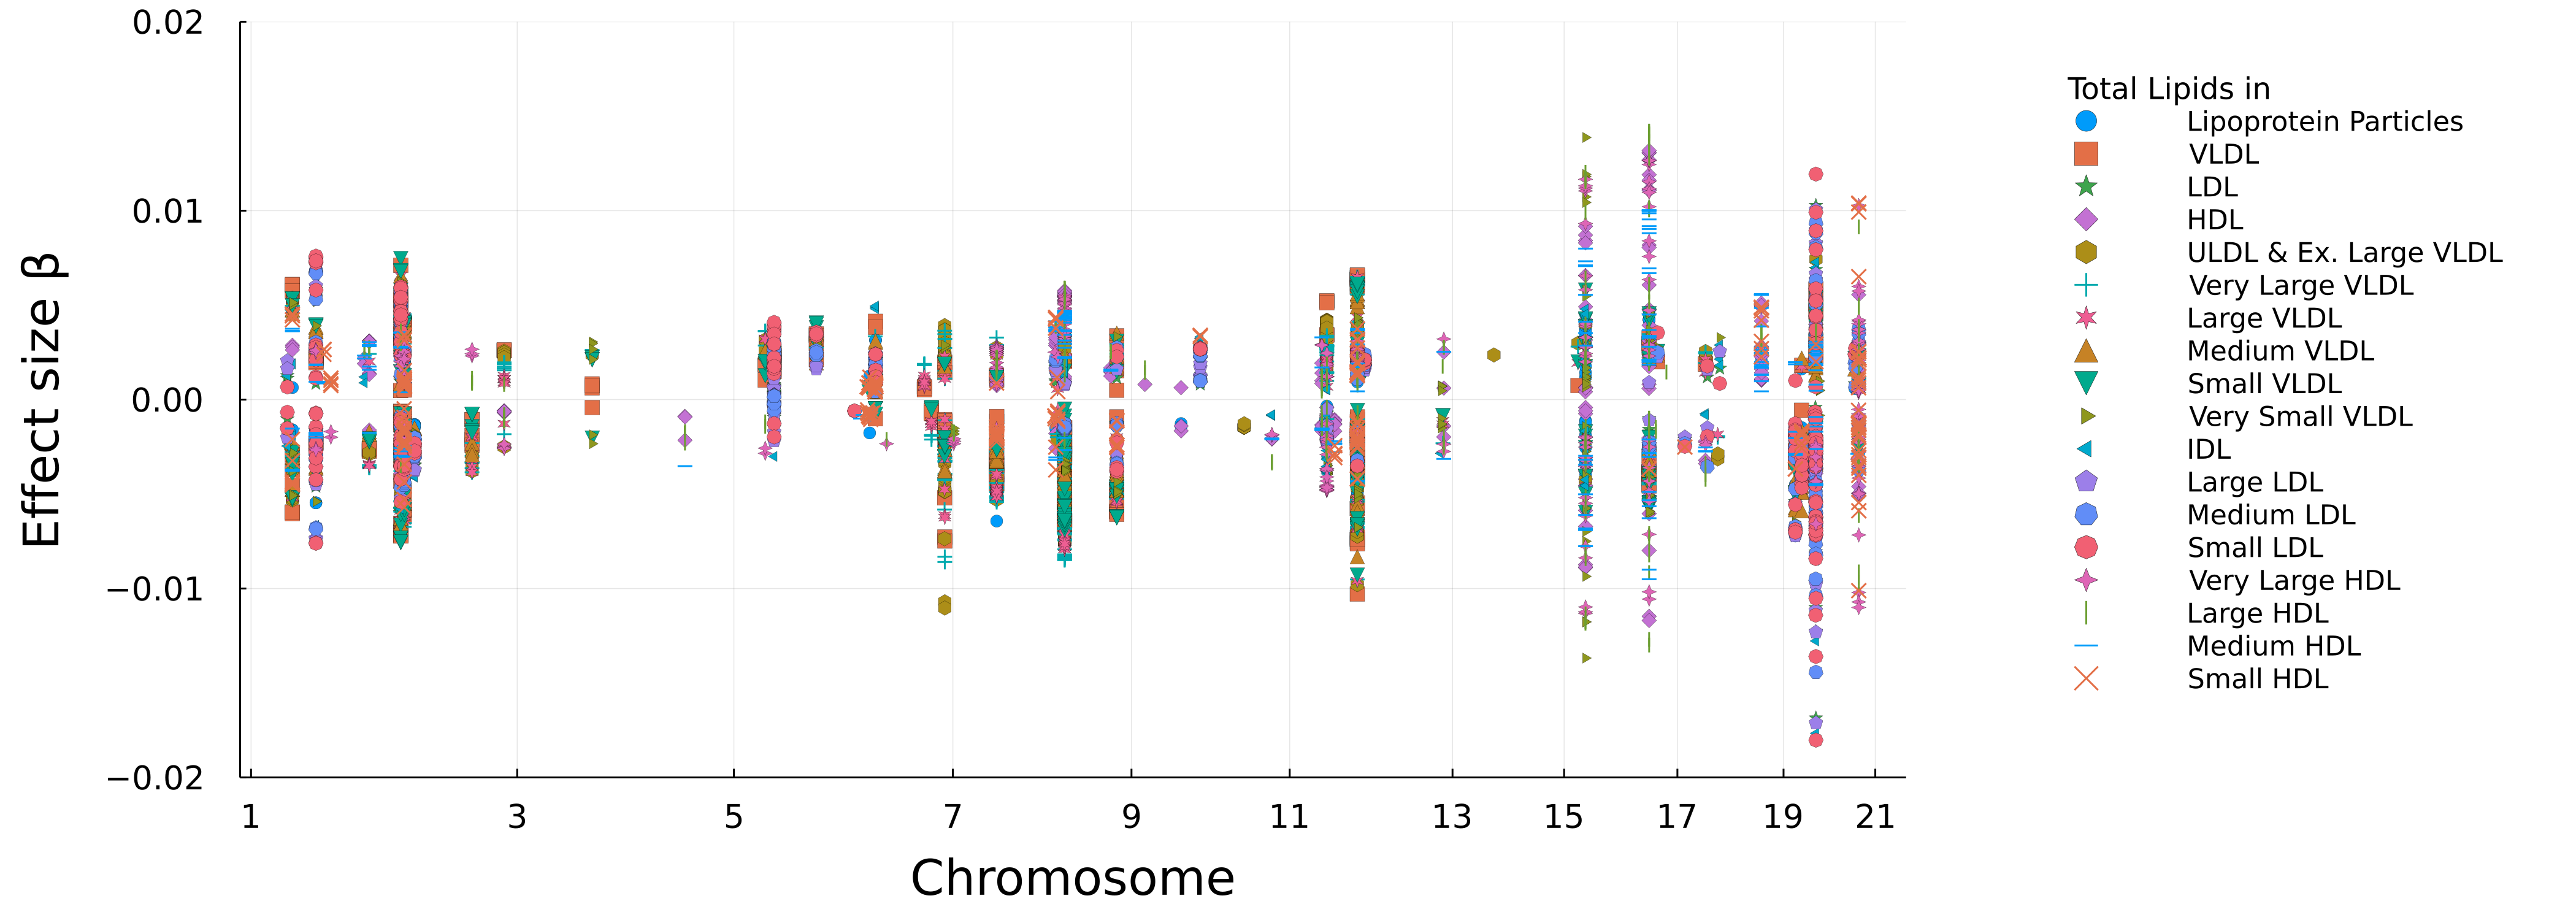 0.02
0.01
0.00
−0.01
−0.02
Effect size β
1 3 5 7 9 11 13 15 17 19 21
Chromosome
Total Lipids in
Lipoprotein Particles
VLDL
LDL
HDL
ULDL & Ex. Large VLDL
Very Large VLDL
Large VLDL
Medium VLDL
Small VLDL
Very Small VLDL
IDL
Large LDL
Medium LDL
Small LDL
Very Large HDL
Large HDL
Medium HDL
Small HDL